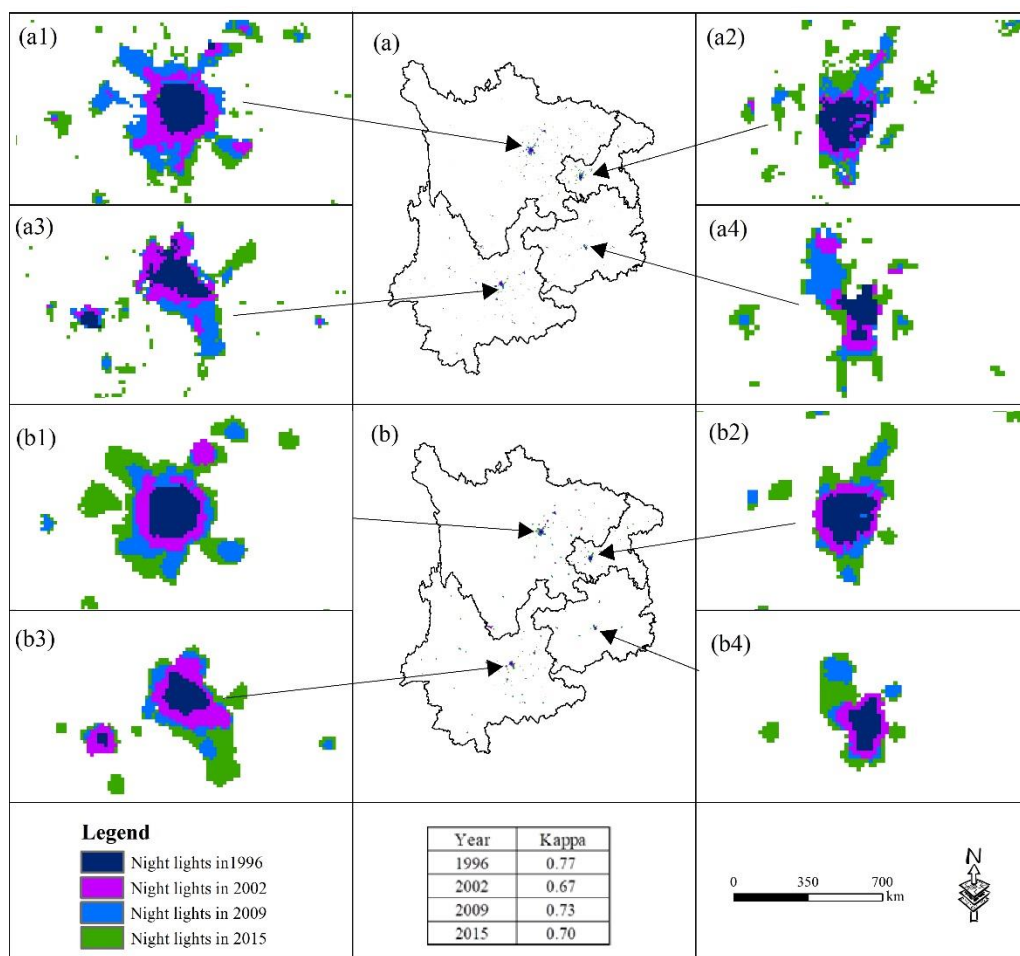 (a1)
(a)
(a2)
(a3)
(a4)
(b1)
(b)
(b2)
(b3)
(b4)
Legend
Night lights in1996
Night lights in 2002
Night lights in 2009
Night lights in 2015
Year Kappa
1996 0.77
2002 0.67
2009 0.73
2015 0.70
0 350 700
km
N